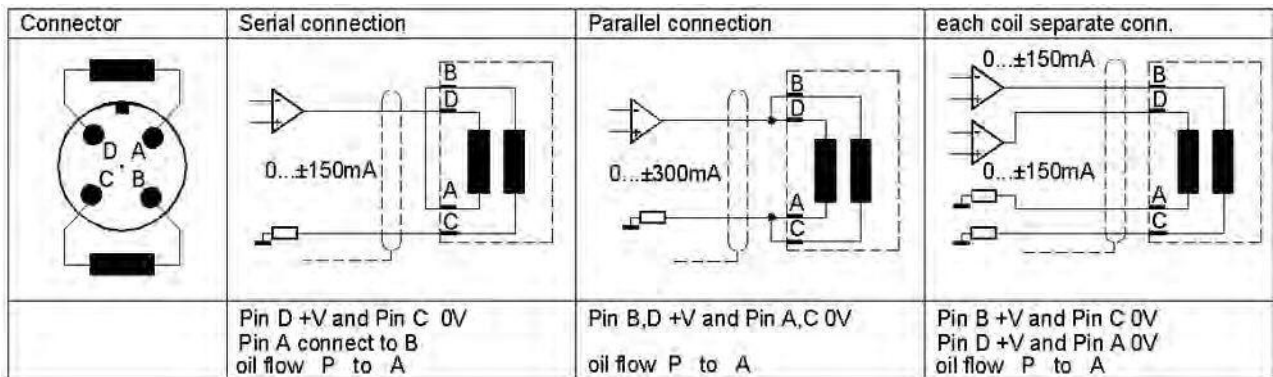 Connector
Serial connection
Parallel connection
each coil separate conn.
D A
C B
B
D
0...±150mA
A
C
B
D
0...±300mA
A
C
0...±150mA
B
D
0...±150mA
A
C
Pin D +V and Pin C 0V
Pin A connect to B
oil flow P to A
Pin B,D +V and Pin A,C 0V
oil flow P to A
Pin B +V and Pin C 0V
Pin D +V and Pin A 0V
oil flow P to A